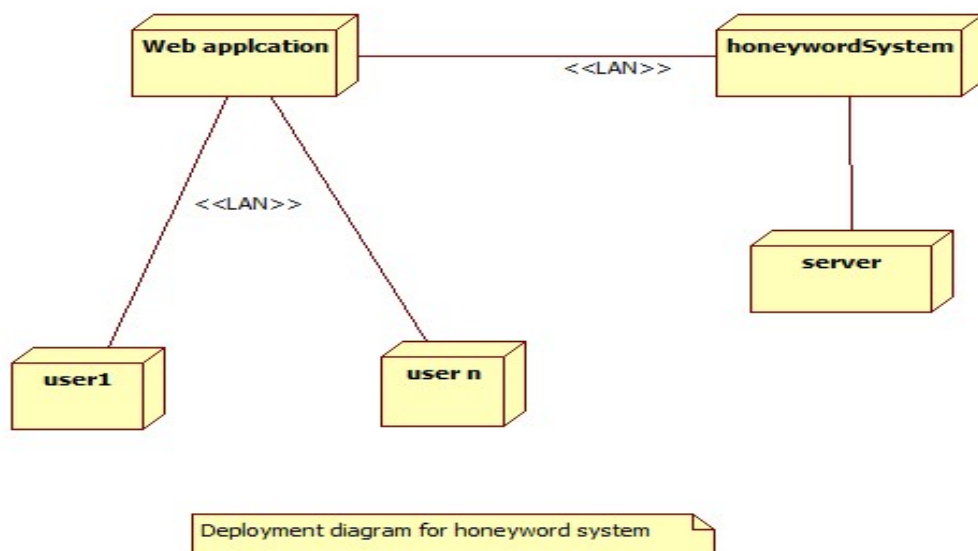 Web applcation
honeywordSystem
<<LAN>>
<<LAN>>
server
user1
user n
Deployment diagram for honeyword system